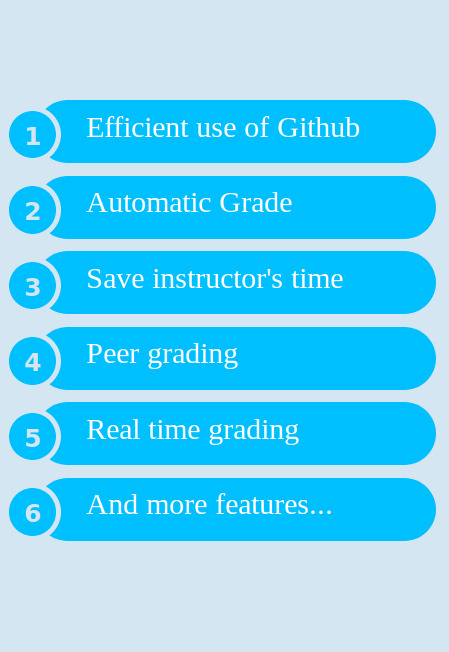 1 Efficient use of Github
2 Automatic Grade
3 Save instructor's time
4 Peer grading
5 Real time grading
6 And more features...